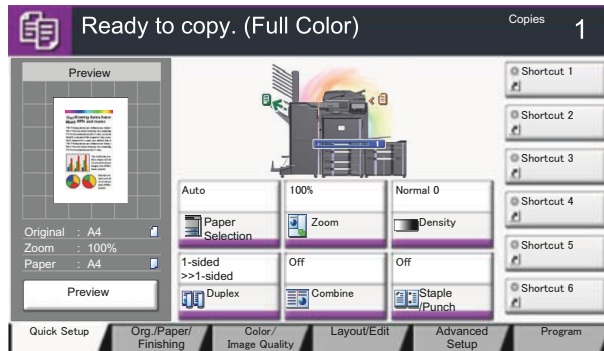 Ready to copy. (Full Color)
Copies
1
Preview
Original : A4
Zoom : 100%
Paper : A4
Preview
1
Auto
Paper
Selection
100%
Zoom
Normal 0
Density
1-sided
>>1-sided
Duplex
Off
Combine
Off
Staple
/Punch
Shortcut 1
Shortcut 2
Shortcut 3
Shortcut 4
Shortcut 5
Shortcut 6
Quick Setup
Org./Paper/
Finishing
Color/
Image Quality
Layout/Edit
Advanced
Setup
Program